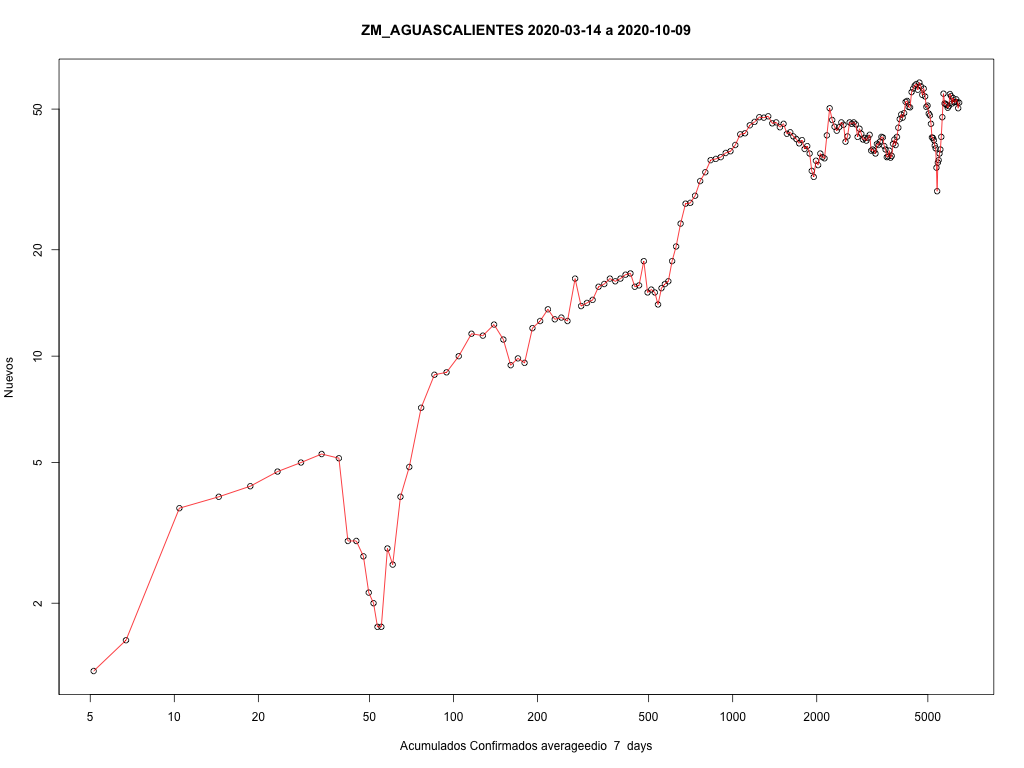 ZM_AGUASCALIENTES 2020-03-14 a 2020-10-09
50
20
10
5
2
Nuevos
5 10 20 50 100 200 500 1000 2000 5000
Acumulados Confirmados averageedio 7 days